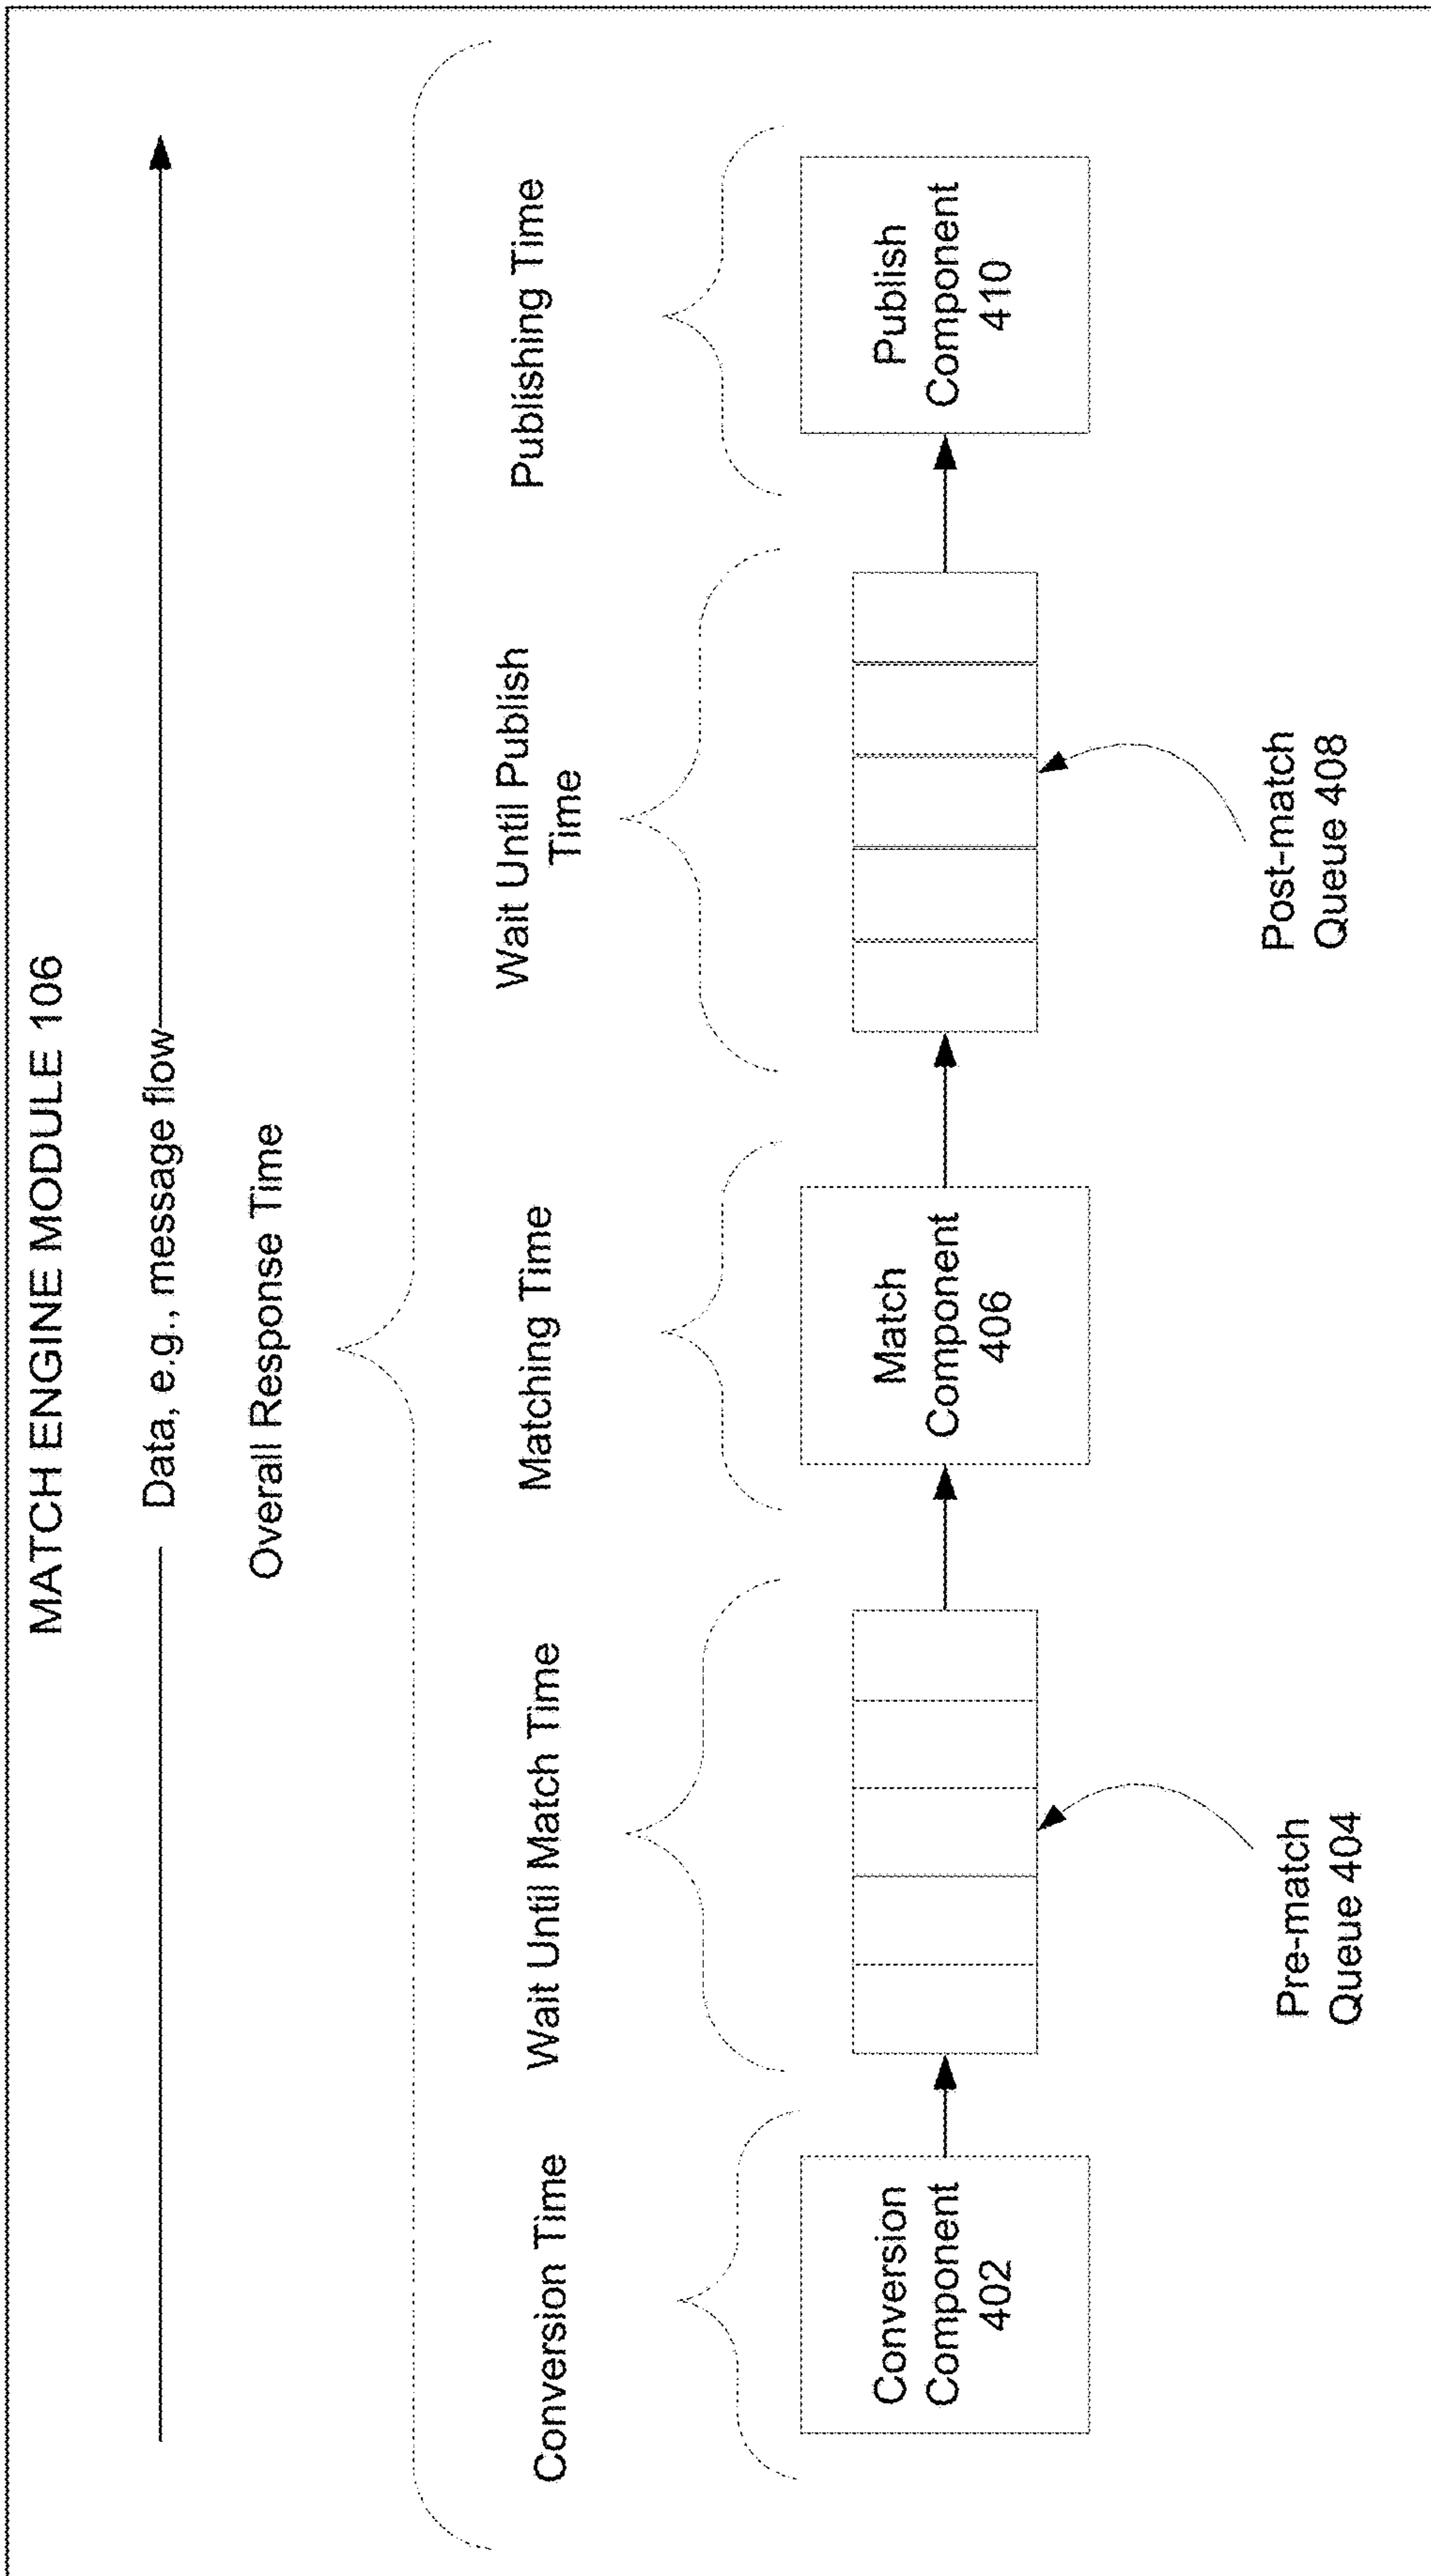 MATCH ENGINE MODULE 106
Data, e.g., message flow
Overall Response Time
Conversion Time
Wait Until Match Time
Matching Time
Wait Until Publish
Time
Publishing Time
Conversion
Component
402
Match
Component
406
Publish
Component
410
Pre-match
Queue 404
Post-match
Queue 408